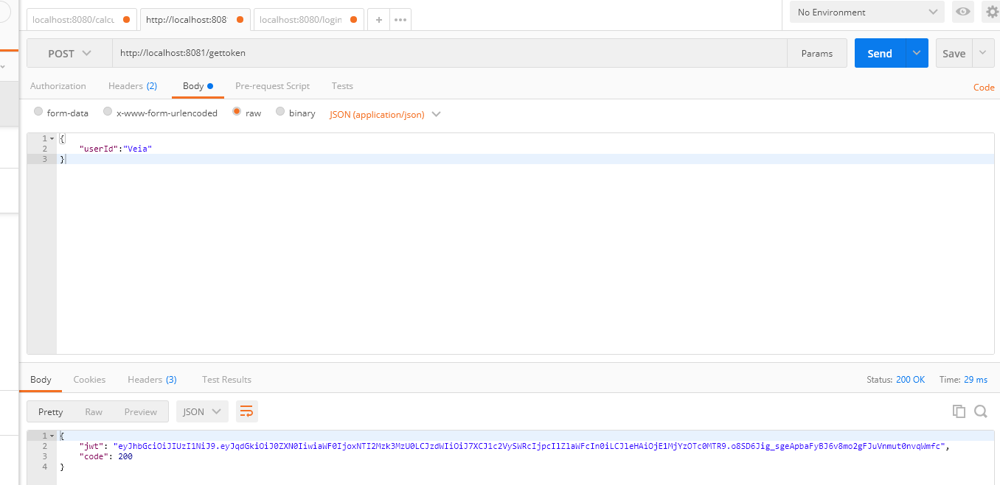 localhost:8080/calcu
http://localhost:808
localhost:8080/login
+
No Environment
POST
http://localhost:8081/gettoken
Params
Send
Save
Authorization
Headers (2)
Body
Pre-request Script
Tests
Code
form-data
x-www-form-urlencoded
raw
binary
JSON (application/json)
1 {
2 "userId":"Veia"
3 }
Body
Cookies
Headers (3)
Test Results
Status: 200 OK
Time: 29 ms
Pretty
Raw
Preview
JSON
1 {
2 "jwt": "eyJhbGciOiJIUzI1NiJ9.eyJqdGkiOiJ0ZXN0IiwiaWF0IjoxNTI2Mzk3MzU0LCJzdWIiOiJ7XCJ1c2VySWRcIjpcIlZlaWFcIn0iLCJleHAiOjE1MjYzOTc0MTR9.o8SD6Jig_sgeApbaFyBJ6v8mo2gFJuVnmut0nvqWmfc",
3 "code": 200
4 }